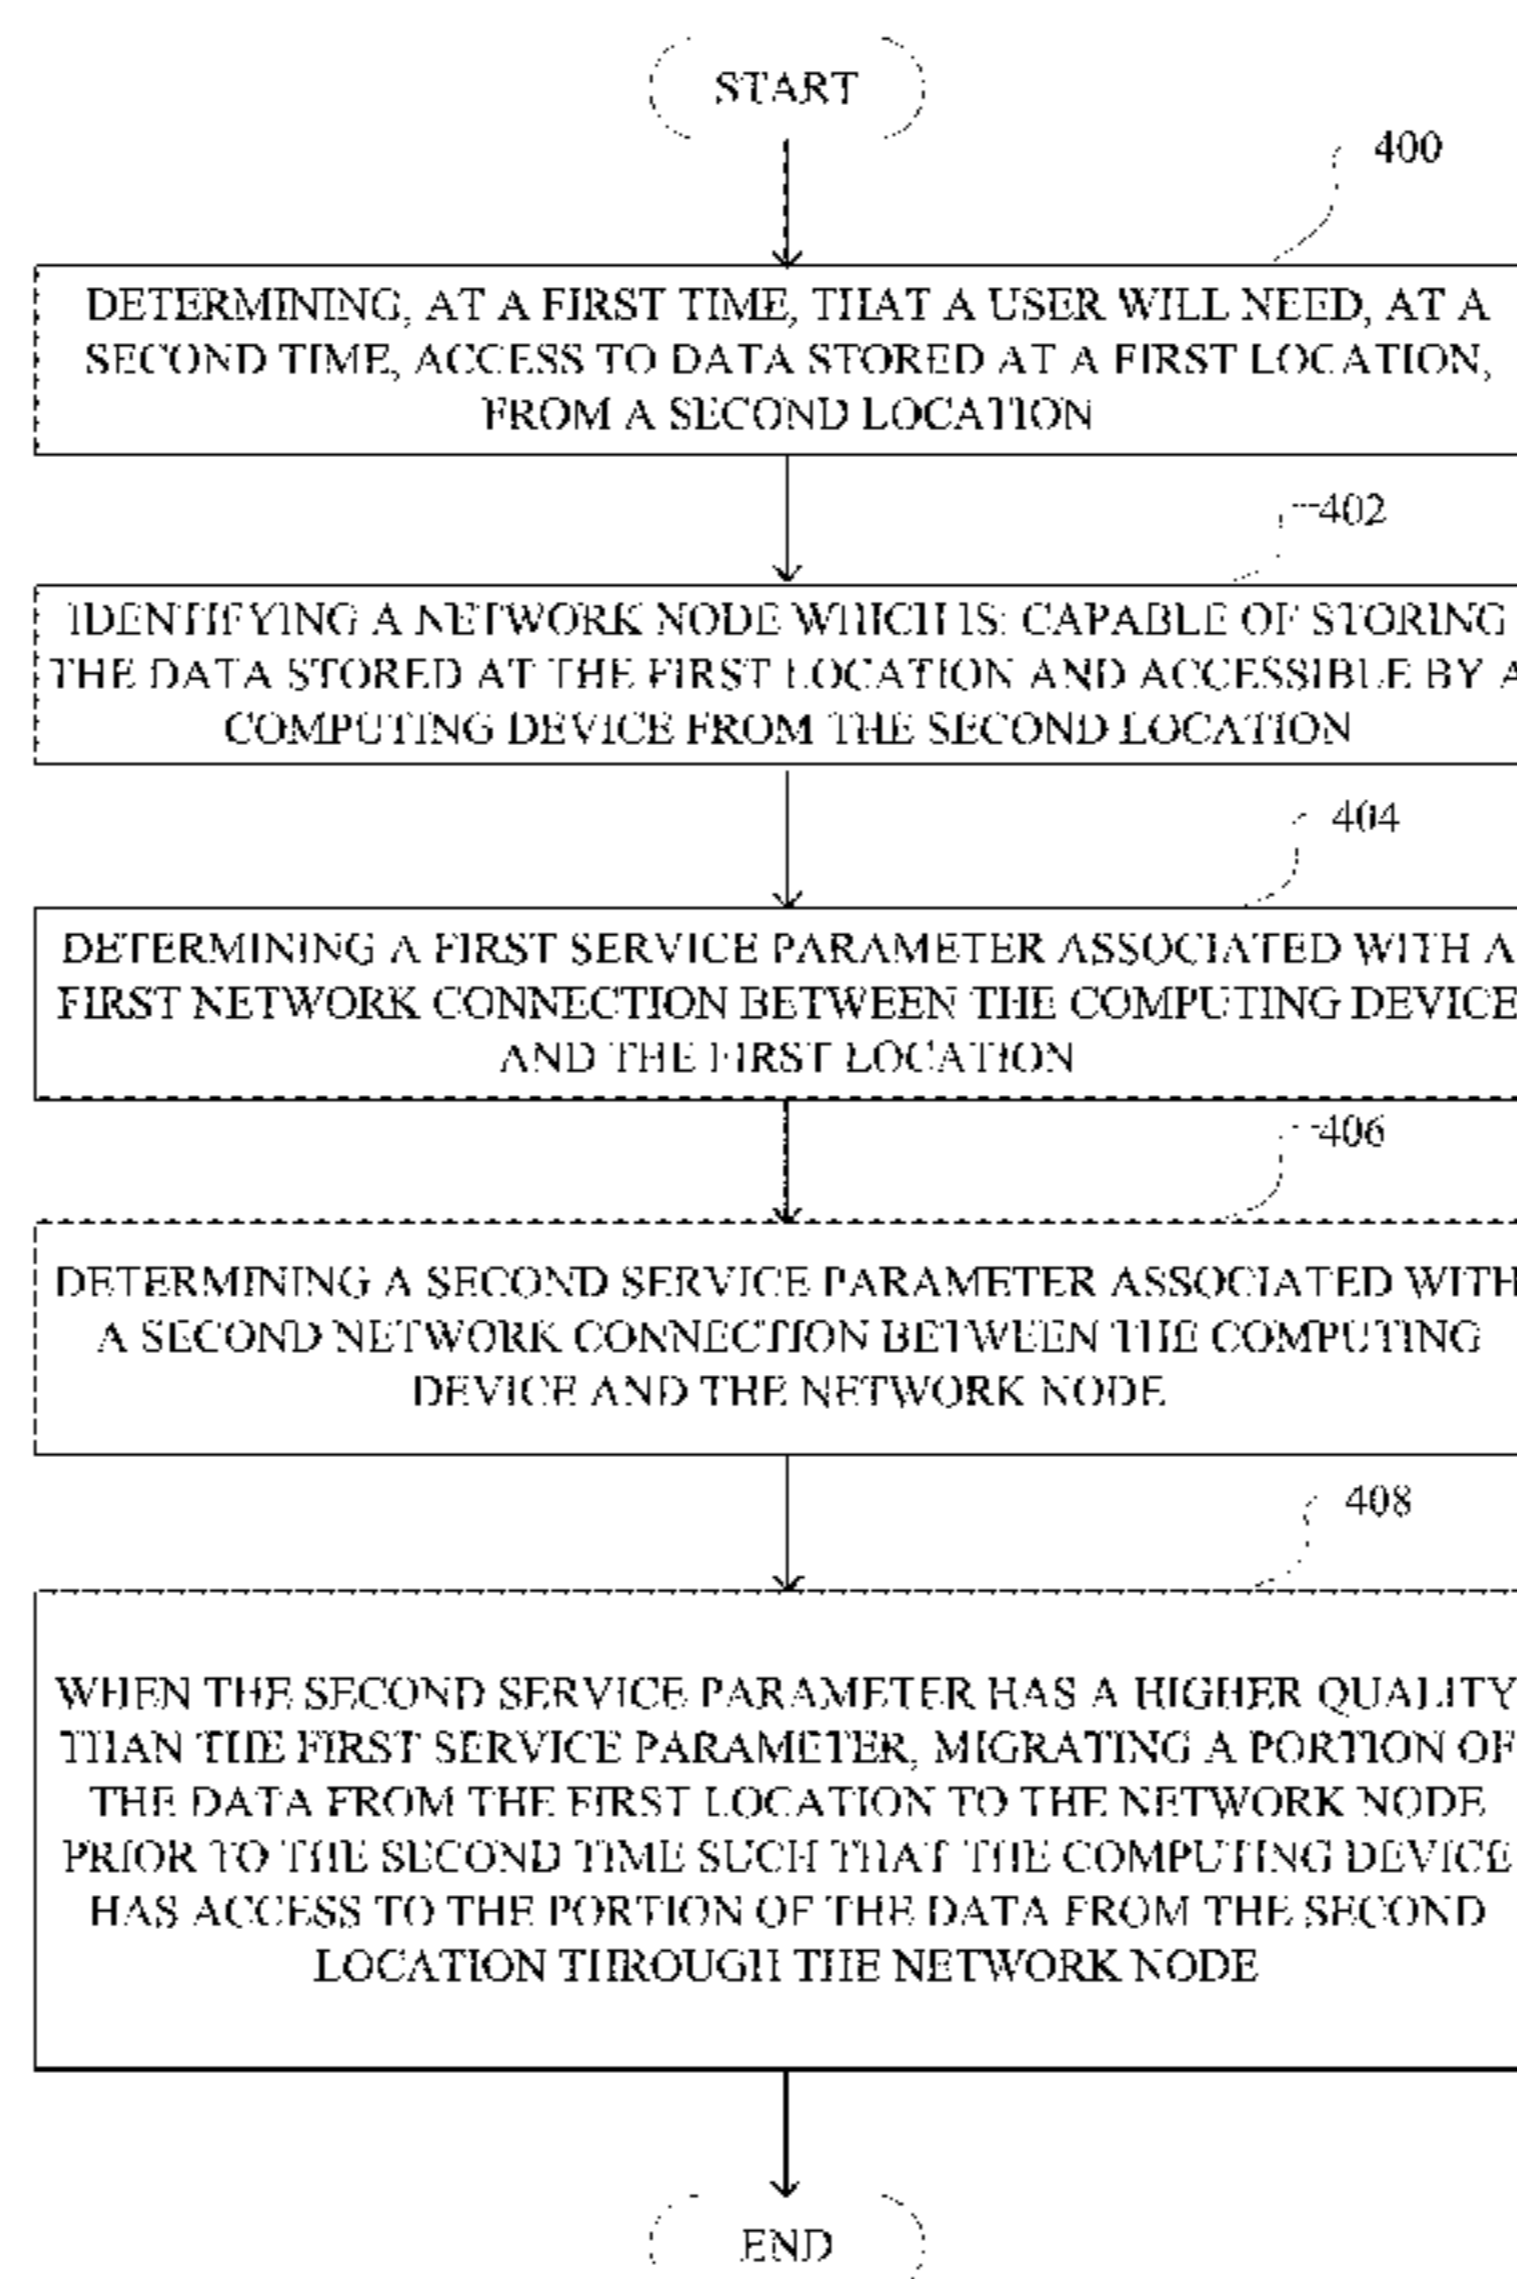 START
400
DETERMINING, AT A FIRST TIME, THAT A USER WILL NEED, AT A
SECOND TIME, ACCESS TO DATA STORED AT A FIRST LOCATION,
FROM A SECOND LOCATION
402
IDENTIFYING A NETWORK NODE WHICH IS: CAPABLE OF STORING
THE DATA STORED AT THE FIRST LOCATION AND ACCESSIBLE BY A
COMPUTING DEVICE FROM THE SECOND LOCATION
404
DETERMINING A FIRST SERVICE PARAMETER ASSOCIATED WITH A
FIRST NETWORK CONNECTION BETWEEN THE COMPUTING DEVICE
AND THE FIRST LOCATION
406
DETERMINING A SECOND SERVICE PARAMETER ASSOCIATED WITH
A SECOND NETWORK CONNECTION BETWEEN THE COMPUTING
DEVICE AND THE NETWORK NODE
408
WHEN THE SECOND SERVICE PARAMETER HAS A HIGHER QUALITY
THAN THE FIRST SERVICE PARAMETER, MIGRATING A PORTION OF
THE DATA FROM THE FIRST LOCATION TO THE NETWORK NODE
PRIOR TO THE SECOND TIME SUCH THAT THE COMPUTING DEVICE
HAS ACCESS TO THE PORTION OF THE DATA FROM THE SECOND
LOCATION THROUGH THE NETWORK NODE
END